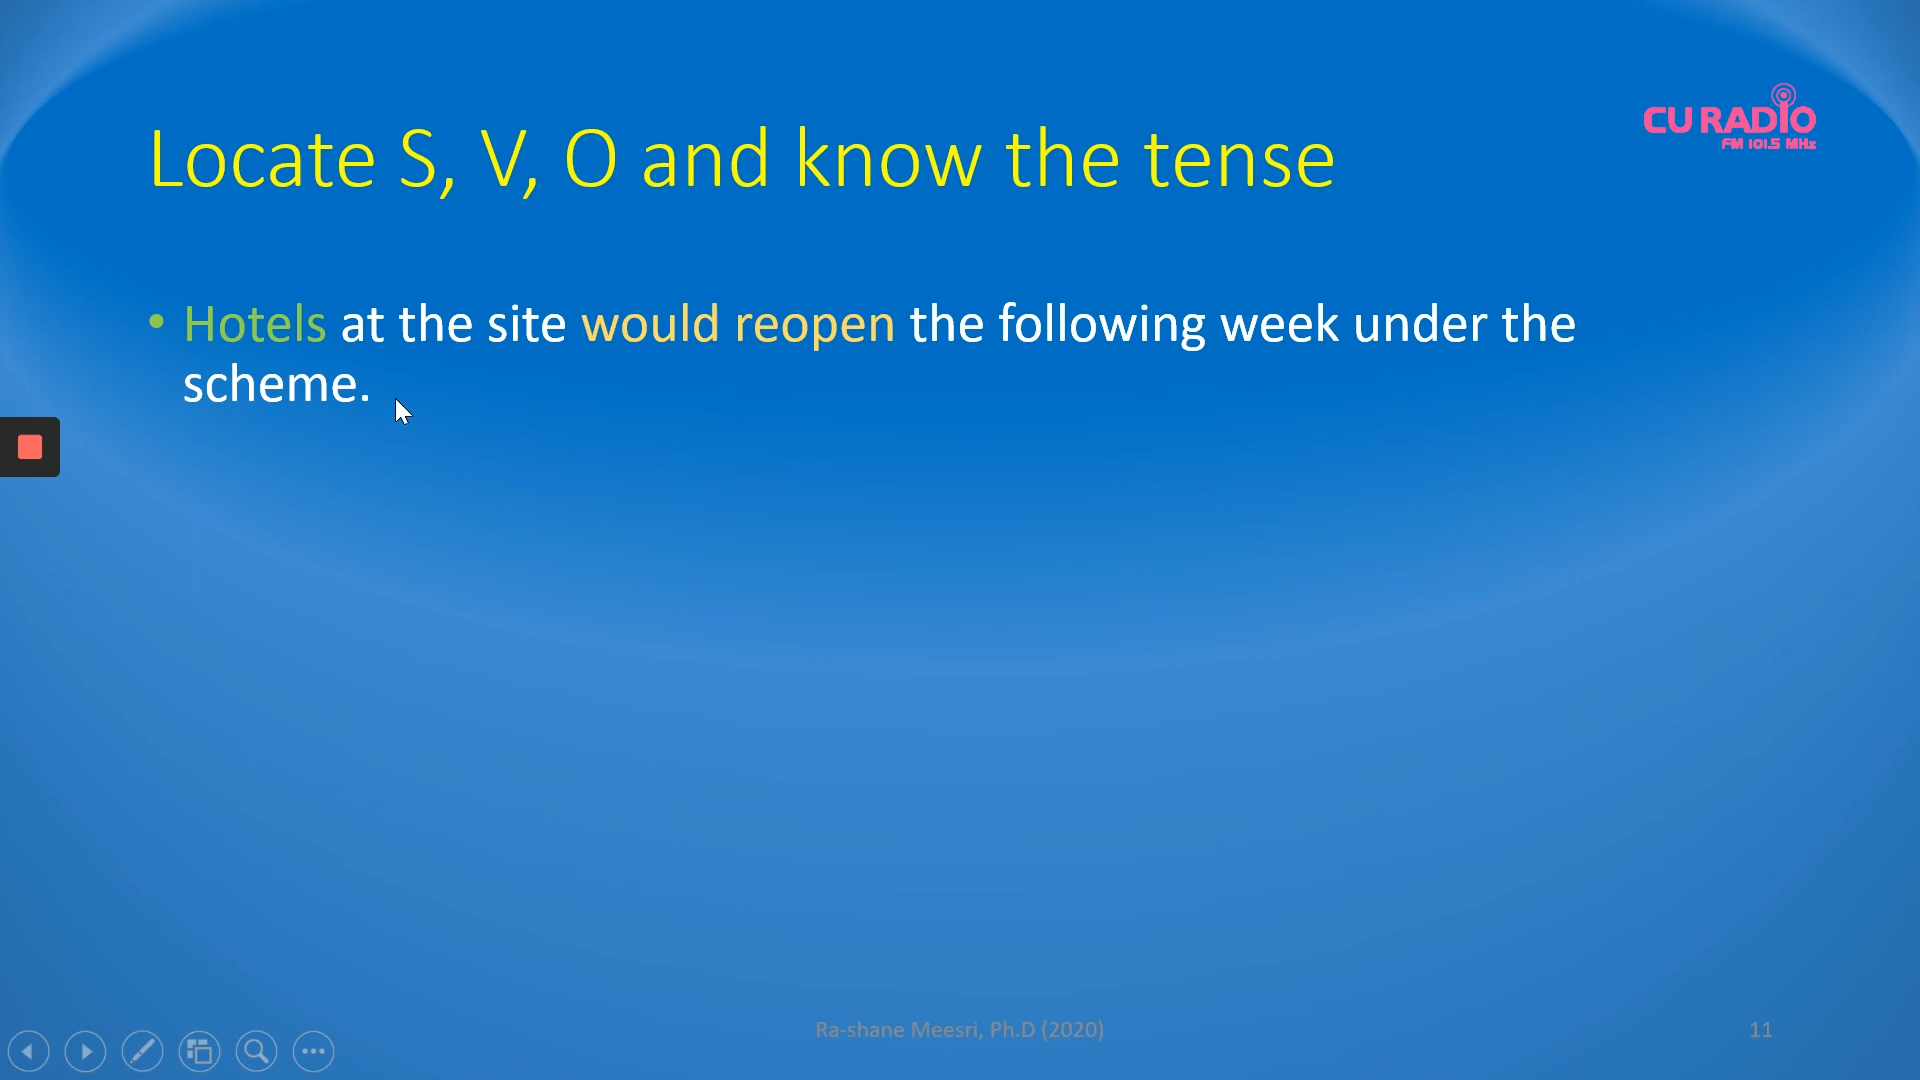 CU RADIO
FM 101.5 MHz
Locate S, V, O and know the tense
• Hotels at the site would reopen the following week under the
scheme.
Ra-shane Meesri, Ph.D (2020)
11